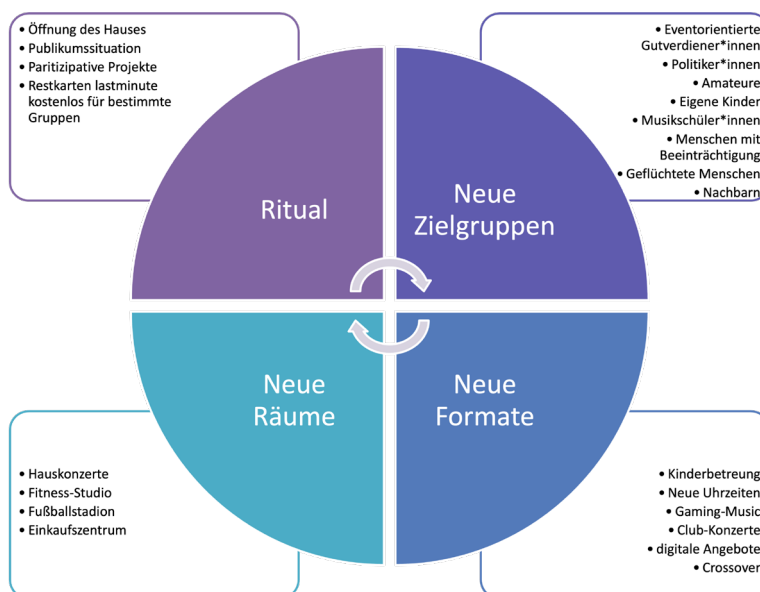 • Öffnung des Hauses
• Publikumssituation
• Paritizipative Projekte
• Restkarten lastminute
kostenlos für bestimmte
Gruppen
• Eventorientierte
Gutverdiener*innen
• Politiker*innen
• Amateure
• Eigene Kinder
• Musikschüler*innen
• Menschen mit
Beeinträchtigung
• Geflüchtete Menschen
• Nachbarn
Ritual
Neue
Zielgruppen
Neue
Räume
Neue
Formate
• Hauskonzerte
• Fitness-Studio
• Fußballstadion
• Einkaufszentrum
• Kinderbetreung
• Neue Uhrzeiten
• Gaming-Music
• Club-Konzerte
• digitale Angebote
• Crossover